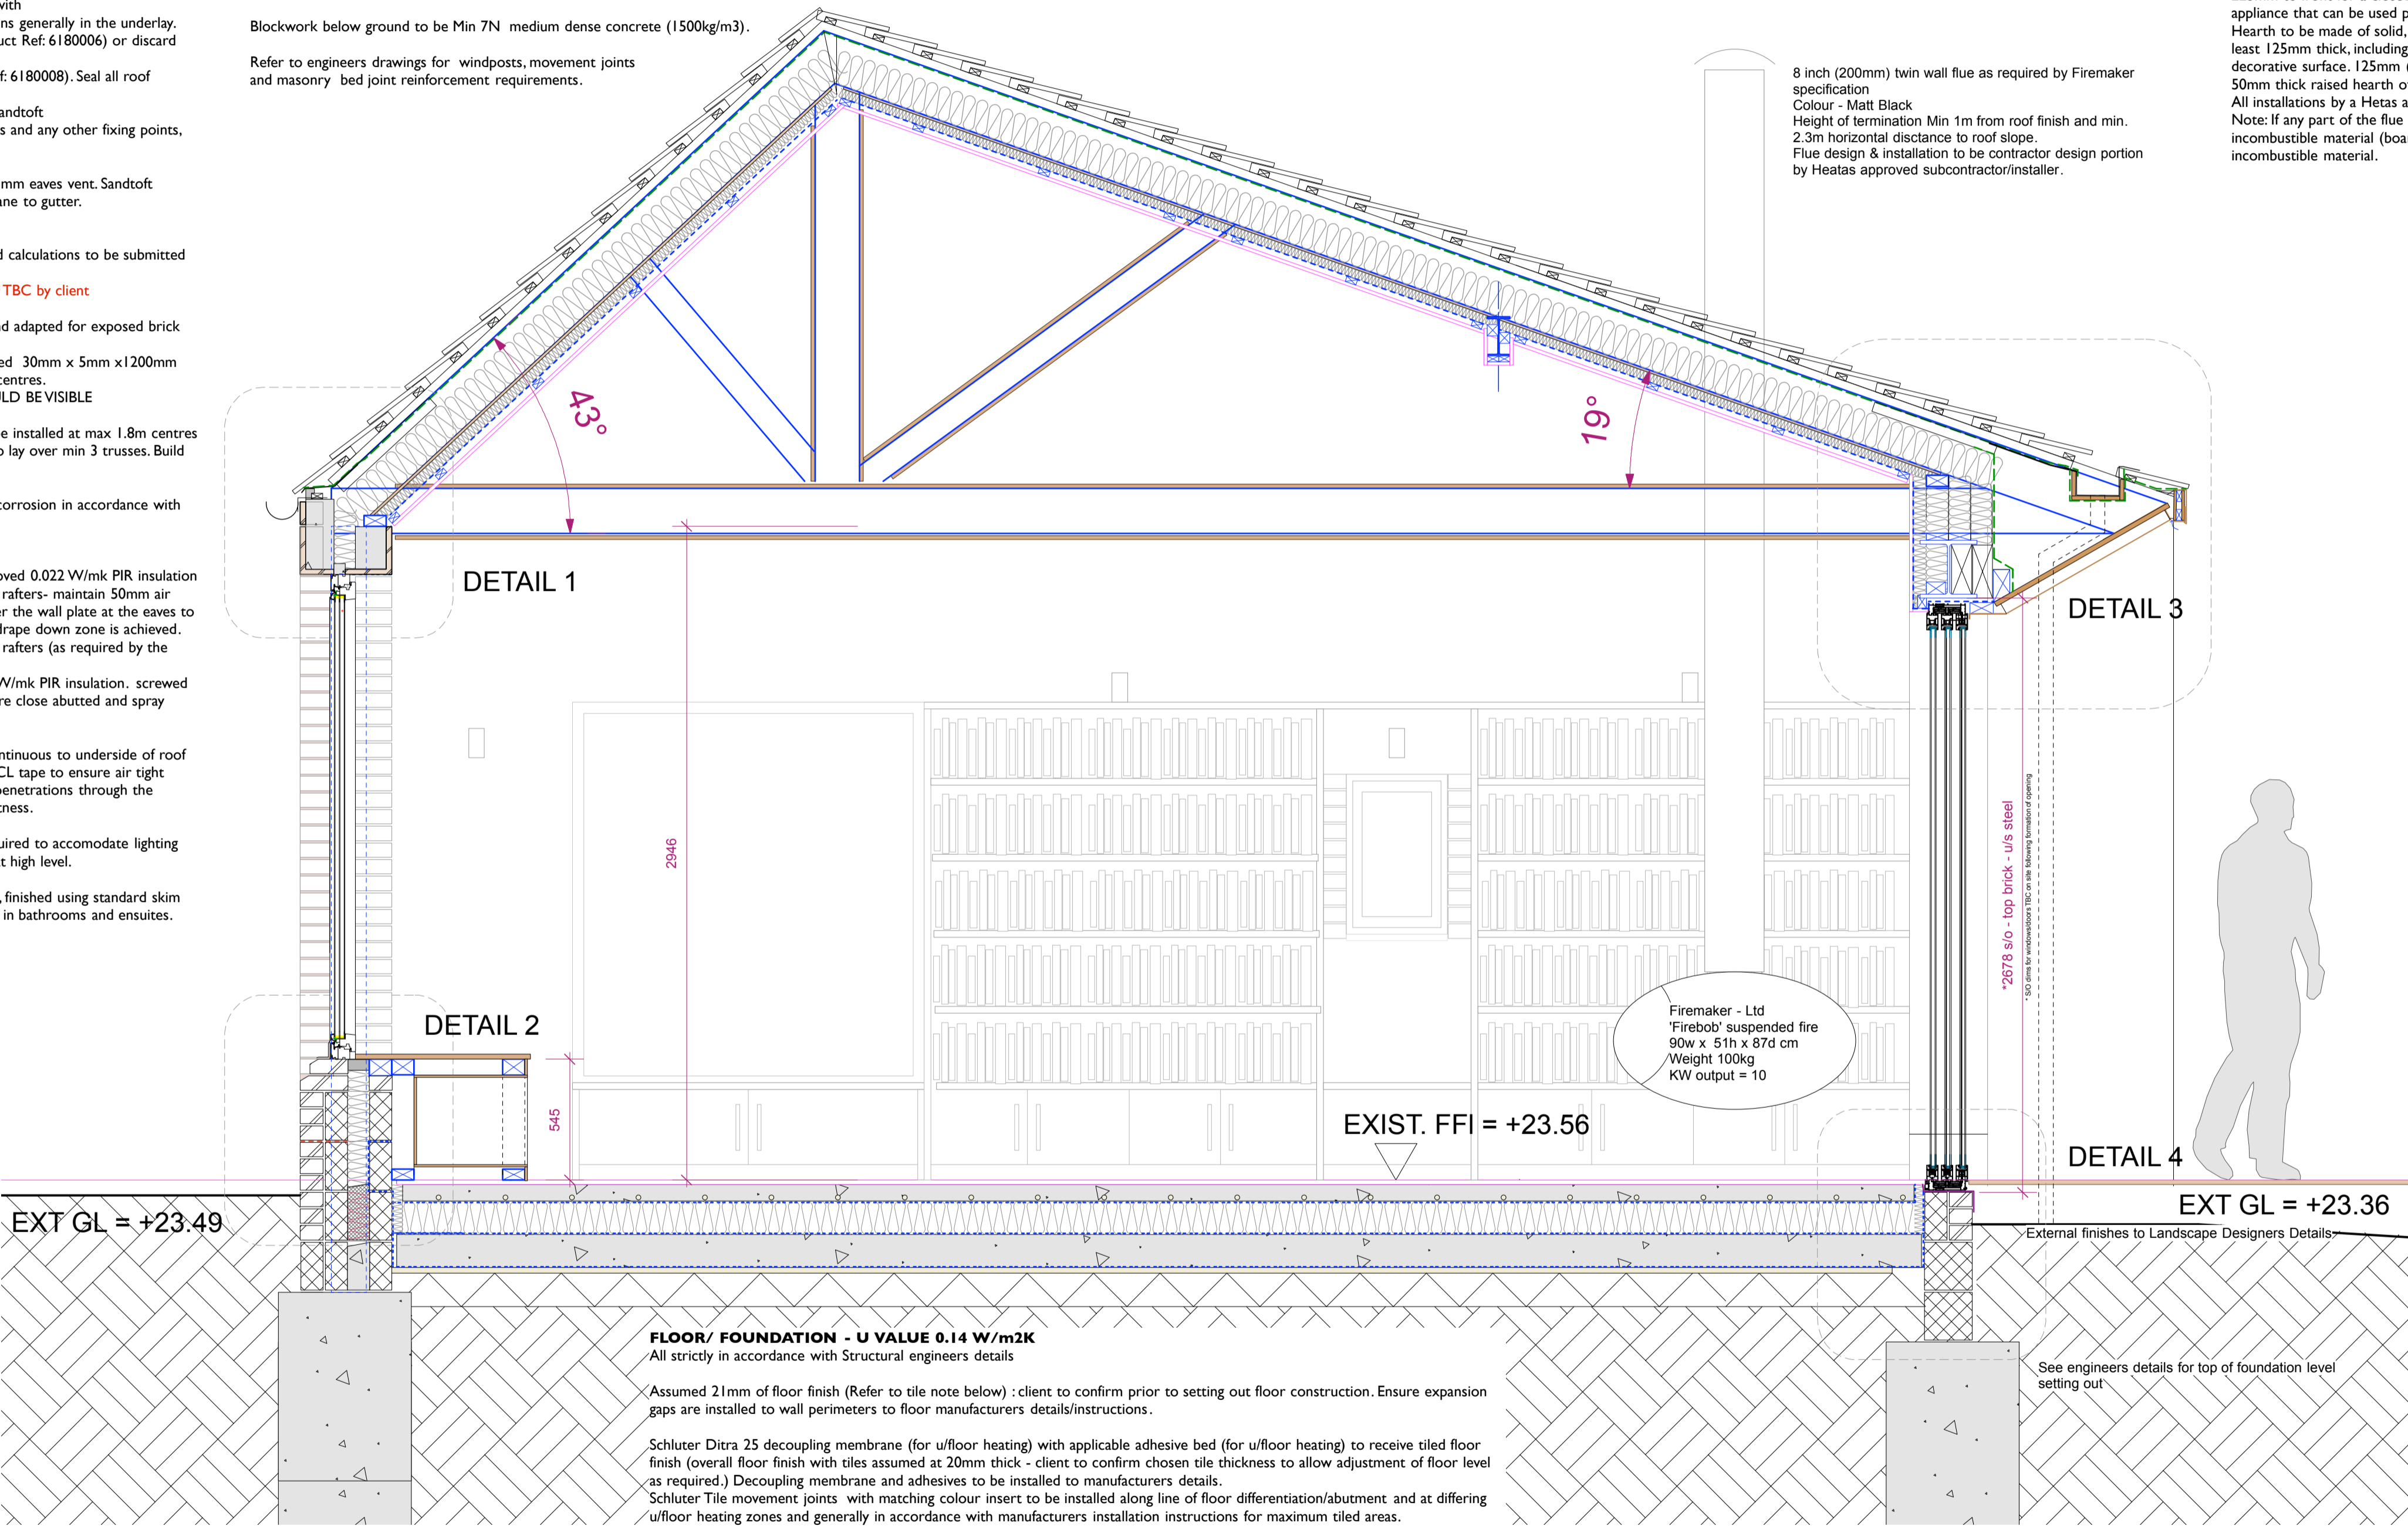 with
ns generally in the underlay.
uct Ref: 6180006) or discard
f: 6180008). Seal all roof
andtoft
s and any other fixing points,
mm eaves vent. Sandtoft
ane to gutter.
d calculations to be submitted
TBC by client
nd adapted for exposed brick
ed 30mm x 5mm x1200mm
centres.
ULD BE VISIBLE
e installed at max 1.8m centres
o lay over min 3 trusses. Build
corrosion in accordance with
oved 0.022 W/mk PIR insulation
rafters- maintain 50mm air
er the wall plate at the eaves to
drape down zone is achieved.
rafters (as required by the
W/mk PIR insulation. screwed
re close abutted and spray
ntinuous to underside of roof
CL tape to ensure air tight
penetrations through the
tness.
uired to accomodate lighting
at high level.
, finished using standard skim
in bathrooms and ensuites.
Blockwork below ground to be Min 7N medium dense concrete (1500kg/m3).
Refer to engineers drawings for windposts, movement joints
and masonry bed joint reinforcement requirements.
8 inch (200mm) twin wall flue as required by Firemaker
specification
Colour - Matt Black
Height of termination Min 1m from roof finish and min.
2.3m horizontal disctance to roof slope.
Flue design & installation to be contractor design portion
by Heatas approved subcontractor/installer.
appliance that can be used p
Hearth to be made of solid,
least 125mm thick, including
decorative surface. 125mm (
50mm thick raised hearth o
All installations by a Hetas a
Note: If any part of the flue
incombustible material (boa
incombustible material.
43°
19°
DETAIL 1
DETAIL 3
2946
*2678 s/o - top brick - u/s steel
* S/O dims for windows/doors TBC on site following formation of opening
DETAIL 2
545
Firemaker - Ltd
'Firebob' suspended fire
90w x 51h x 87d cm
Weight 100kg
KW output = 10
EXIST. FFl = +23.56
DETAIL 4
EXT GL = +23.49
EXT GL = +23.36
External finishes to Landscape Designers Details
See engineers details for top of foundation level
setting out
FLOOR/ FOUNDATION - U VALUE 0.14 W/m2K
All strictly in accordance with Structural engineers details
Assumed 21mm of floor finish (Refer to tile note below) : client to confirm prior to setting out floor construction. Ensure expansion
gaps are installed to wall perimeters to floor manufacturers details/instructions.
Schluter Ditra 25 decoupling membrane (for u/floor heating) with applicable adhesive bed (for u/floor heating) to receive tiled floor
finish (overall floor finish with tiles assumed at 20mm thick - client to confirm chosen tile thickness to allow adjustment of floor level
as required.) Decoupling membrane and adhesives to be installed to manufacturers details.
Schluter Tile movement joints with matching colour insert to be installed along line of floor differentiation/abutment and at differing
u/floor heating zones and generally in accordance with manufacturers installation instructions for maximum tiled areas.